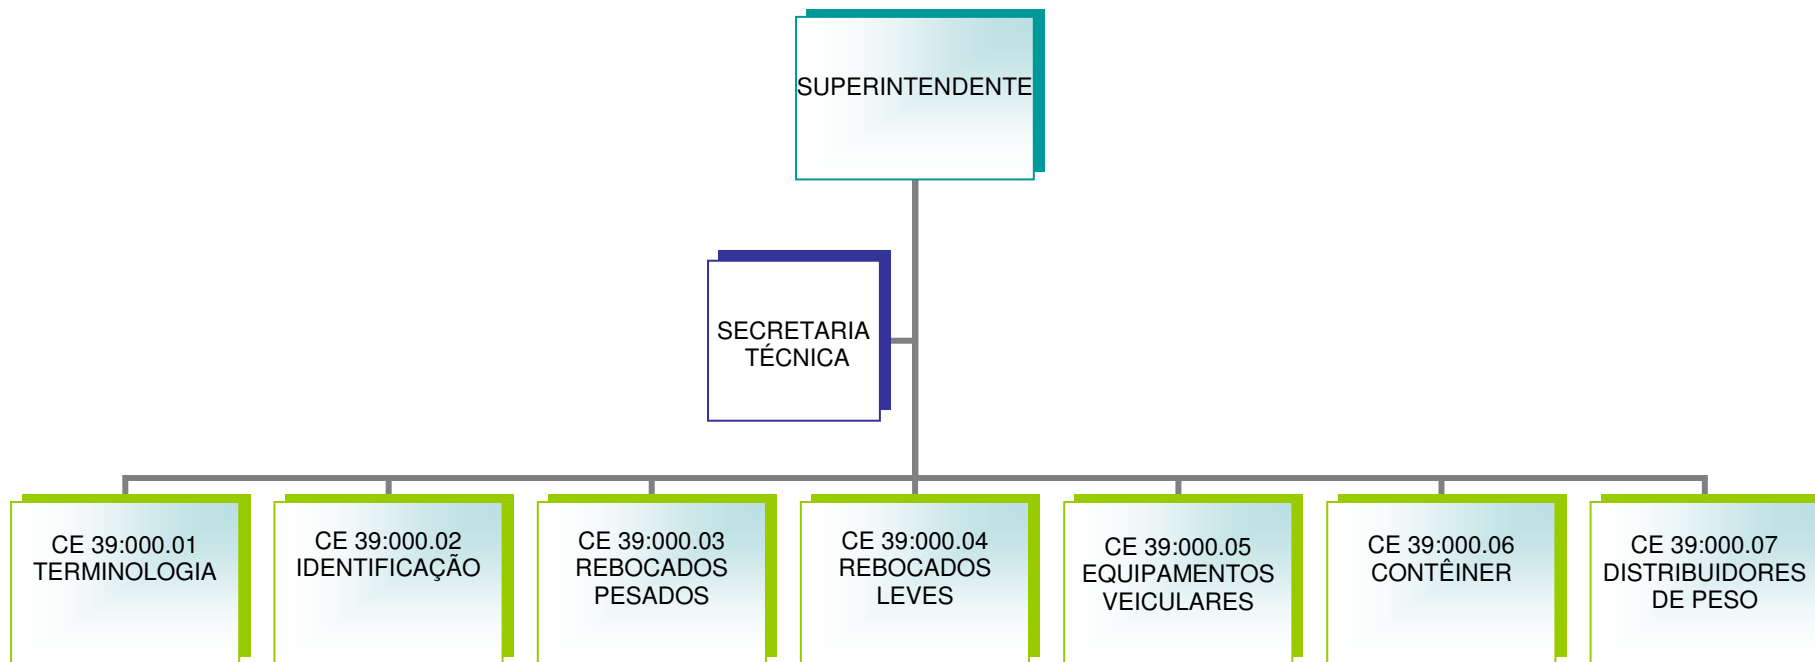 SUPERINTENDENTE
SECRETARIA
TÉCNICA
CE 39:000.01
TERMINOLOGIA
CE 39:000.02
IDENTIFICAÇÃO
CE 39:000.03
REBOCADOS
PESADOS
CE 39:000.04
REBOCADOS
LEVES
CE 39:000.05
EQUIPAMENTOS
VEICULARES
CE 39:000.06
CONTÊINER
CE 39:000.07
DISTRIBUIDORES
DE PESO